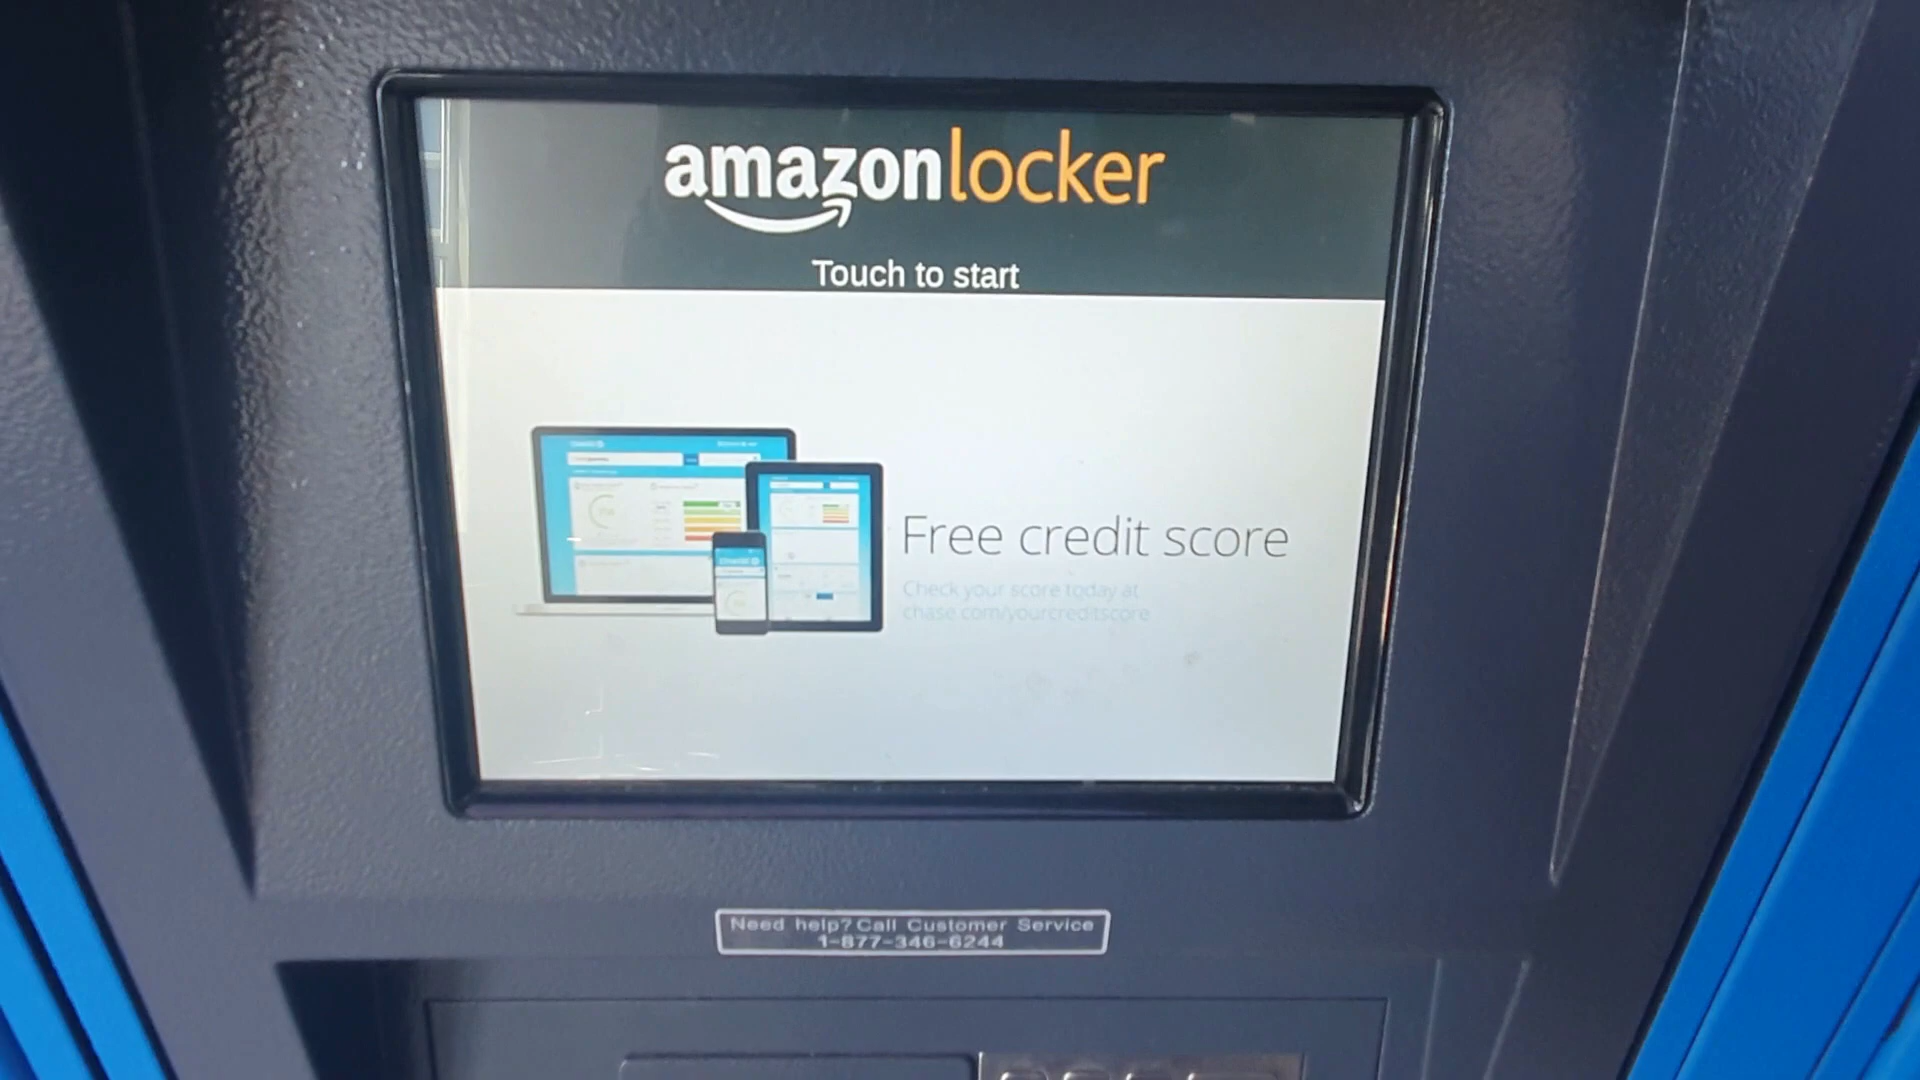 amazonlocker
Touch to start
Free credit score
Check your score today at
chase.com/yourcreditscore
Need help? Call Customer Service
1-877-346-6244